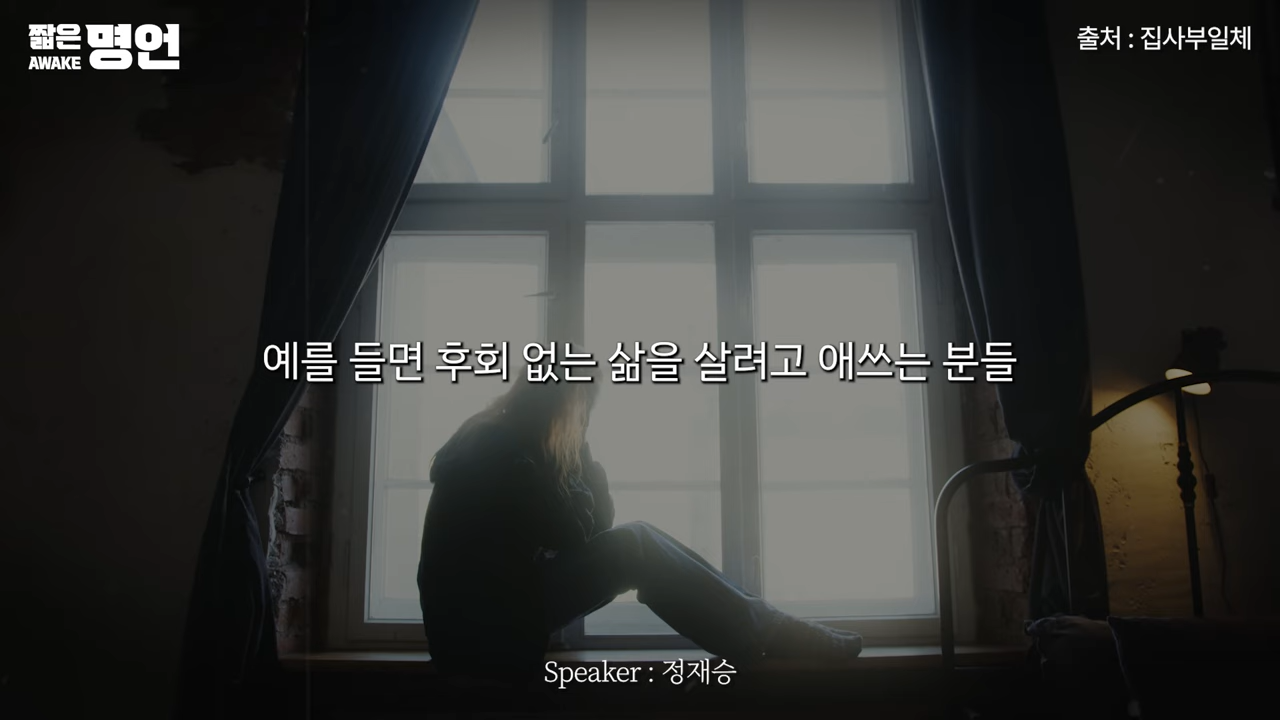 짧은 명언
AWAKE
출처 : 집사부일체
예를 들면 후회 없는 삶을 살려고 애쓰는 분들
Speaker : 정재승